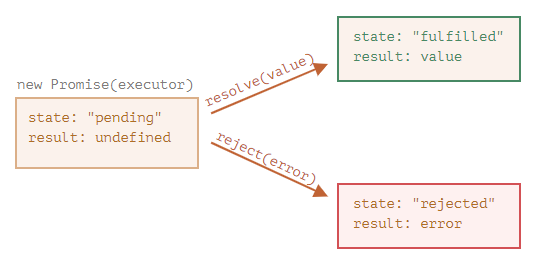 new Promise(executor)
state: "pending"
result: undefined
resolve(value)
reject(error)
state: "fulfilled"
result: value
state: "rejected"
result: error